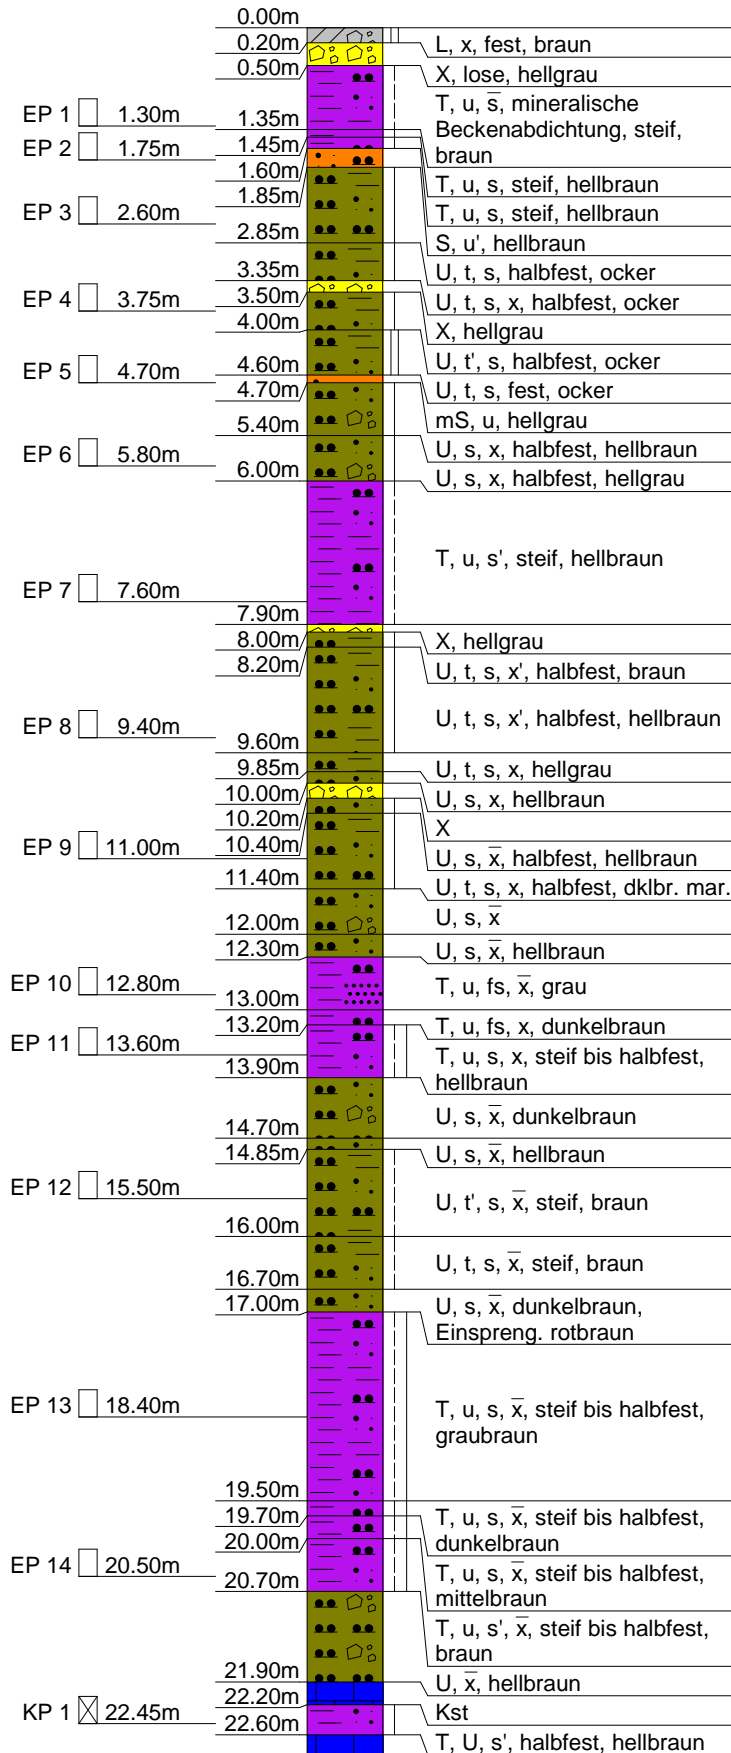 0.00m
0.20m
L, x, fest, braun
0.50m
X, lose, hellgrau
EP 1 1.30m
1.35m
T, u, s̅, mineralische
Beckenabdichtung, steif,
braun
EP 2 1.75m
1.45m
T, u, s, steif, hellbraun
1.60m
T, u, s, steif, hellbraun
1.85m
S, u', hellbraun
EP 3 2.60m
2.85m
U, t, s, halbfest, ocker
3.35m
U, t, s, x, halbfest, ocker
EP 4 3.75m
3.50m
X, hellgrau
4.00m
U, t', s, halbfest, ocker
EP 5 4.70m
4.60m
U, t, s, fest, ocker
4.70m
mS, u, hellgrau
5.40m
U, s, x, halbfest, hellbraun
EP 6 5.80m
6.00m
U, s, x, halbfest, hellgrau
T, u, s', steif, hellbraun
EP 7 7.60m
7.90m
8.00m
X, hellgrau
8.20m
U, t, s, x', halbfest, braun
EP 8 9.40m
U, t, s, x', halbfest, hellbraun
9.60m
9.85m
U, t, s, x, hellgrau
10.00m
U, s, x, hellbraun
10.20m
X
EP 9 11.00m
10.40m
U, s, x̅, halbfest, hellbraun
11.40m
U, t, s, x, halbfest, dklbr. mar.
12.00m
U, s, x̅
12.30m
U, s, x̅, hellbraun
EP 10 12.80m
T, u, fs, x̅, grau
13.00m
13.20m
T, u, fs, x, dunkelbraun
EP 11 13.60m
13.90m
T, u, s, x, steif bis halbfest,
hellbraun
14.70m
U, s, x̅, dunkelbraun
14.85m
U, s, x̅, hellbraun
EP 12 15.50m
U, t', s, x̅, steif, braun
16.00m
U, t, s, x̅, steif, braun
16.70m
17.00m
U, s, x̅, dunkelbraun,
Einspreng. rotbraun
EP 13 18.40m
T, u, s, x̅, steif bis halbfest,
graubraun
19.50m
19.70m
T, u, s, x̅, steif bis halbfest,
dunkelbraun
20.00m
EP 14 20.50m
T, u, s, x̅, steif bis halbfest,
mittelbraun
20.70m
T, u, s', x̅, steif bis halbfest,
braun
21.90m
U, x̅, hellbraun
22.20m
Kst
KP 1 22.45m
22.60m
T, U, s', halbfest, hellbraun